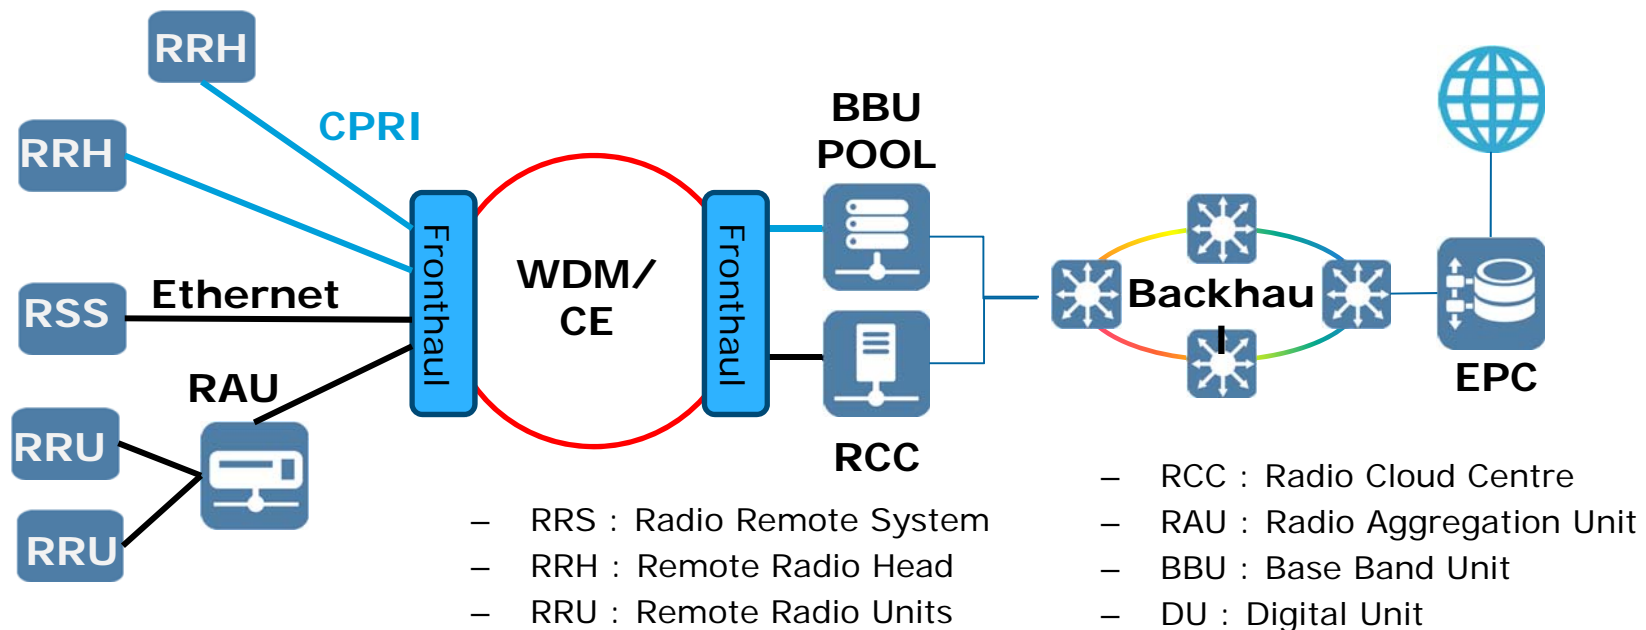 RRH
CPRI
RRH
Ethernet
RSS
RAU
RRU
RRU
Fronthaul
WDM/
CE
Fronthaul
BBU
POOL
RCC
Backhau
l
EPC
– RRS : Radio Remote System
– RRH : Remote Radio Head
– RRU : Remote Radio Units
– RCC : Radio Cloud Centre
– RAU : Radio Aggregation Unit
– BBU : Base Band Unit
– DU : Digital Unit